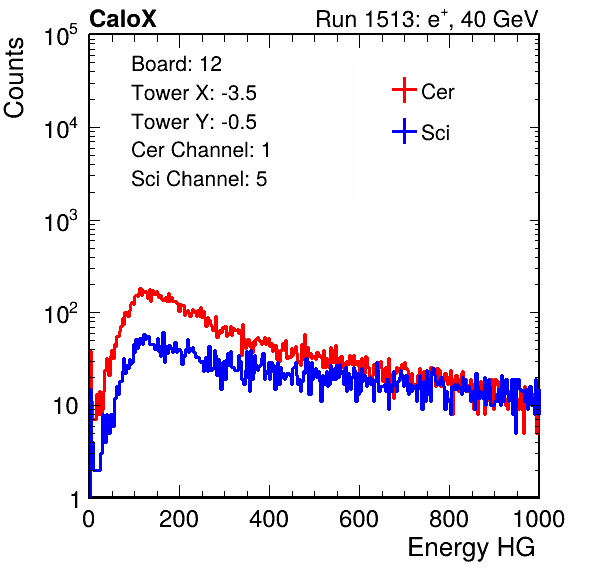 CaloX Run 1513: e⁺, 40 GeV
Counts
Board: 12
Tower X: -3.5
Tower Y: -0.5
Cer Channel: 1
Sci Channel: 5
Cer
Sci
10⁵
10⁴
10³
10²
10
1
0 200 400 600 800 1000
Energy HG